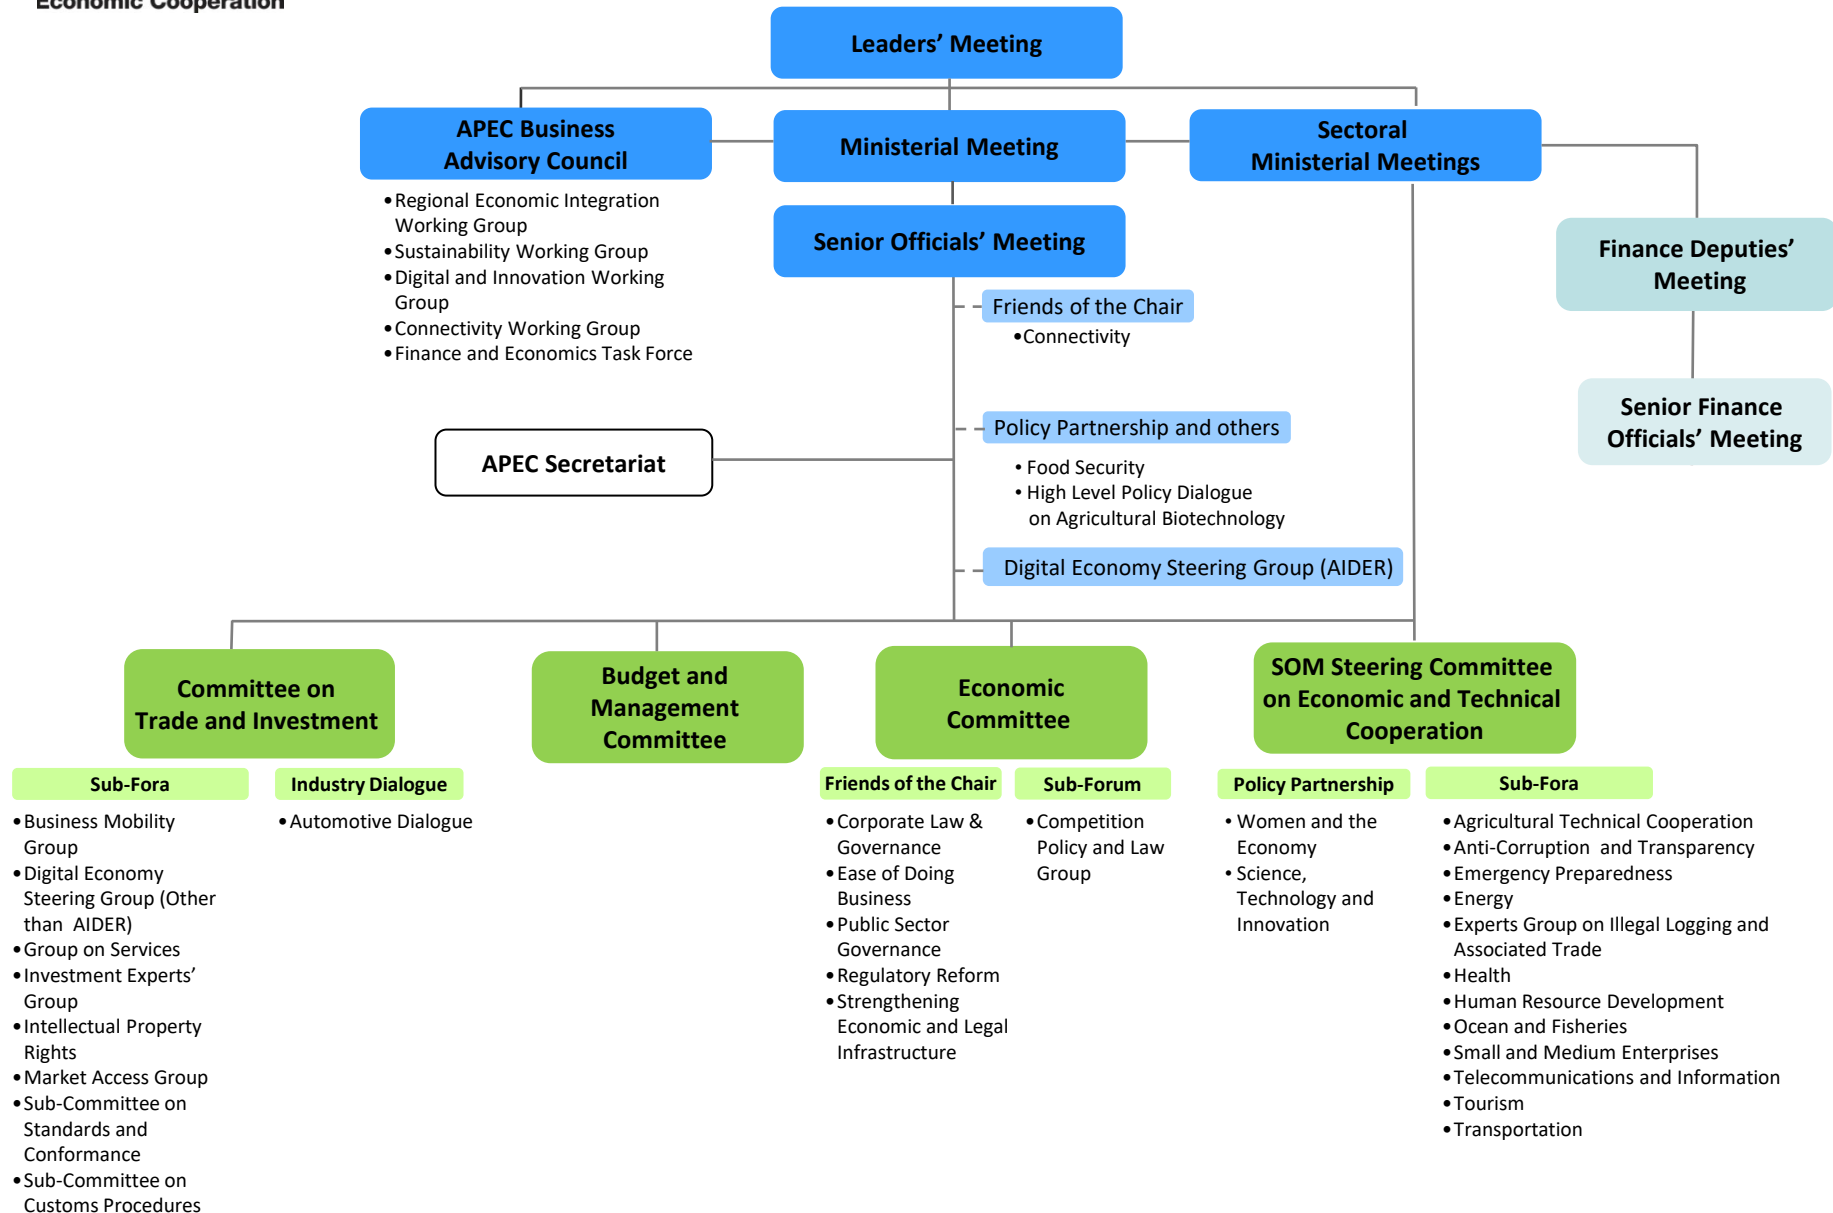 Economic Cooperation
Leaders’ Meeting
APEC Business
Advisory Council
Ministerial Meeting
Sectoral
Ministerial Meetings
•Regional Economic Integration
Working Group
•Sustainability Working Group
•Digital and Innovation Working
Group
•Connectivity Working Group
•Finance and Economics Task Force
Senior Officials’ Meeting
Finance Deputies’
Meeting
Friends of the Chair
•Connectivity
Senior Finance
Officials’ Meeting
Policy Partnership and others
• Food Security
• High Level Policy Dialogue
on Agricultural Biotechnology
APEC Secretariat
Digital Economy Steering Group (AIDER)
Committee on
Trade and Investment
Budget and
Management
Committee
Economic
Committee
SOM Steering Committee
on Economic and Technical
Cooperation
Sub-Fora
•Business Mobility
Group
•Digital Economy
Steering Group (Other
than AIDER)
•Group on Services
•Investment Experts’
Group
•Intellectual Property
Rights
•Market Access Group
•Sub-Committee on
Standards and
Conformance
•Sub-Committee on
Customs Procedures
Industry Dialogue
•Automotive Dialogue
Friends of the Chair
•Corporate Law &
Governance
•Ease of Doing
Business
•Public Sector
Governance
•Regulatory Reform
•Strengthening
Economic and Legal
Infrastructure
Sub-Forum
•Competition
Policy and Law
Group
Policy Partnership
• Women and the
Economy
• Science,
Technology and
Innovation
Sub-Fora
•Agricultural Technical Cooperation
•Anti-Corruption and Transparency
•Emergency Preparedness
•Energy
•Experts Group on Illegal Logging and
Associated Trade
•Health
•Human Resource Development
•Ocean and Fisheries
•Small and Medium Enterprises
•Telecommunications and Information
•Tourism
•Transportation